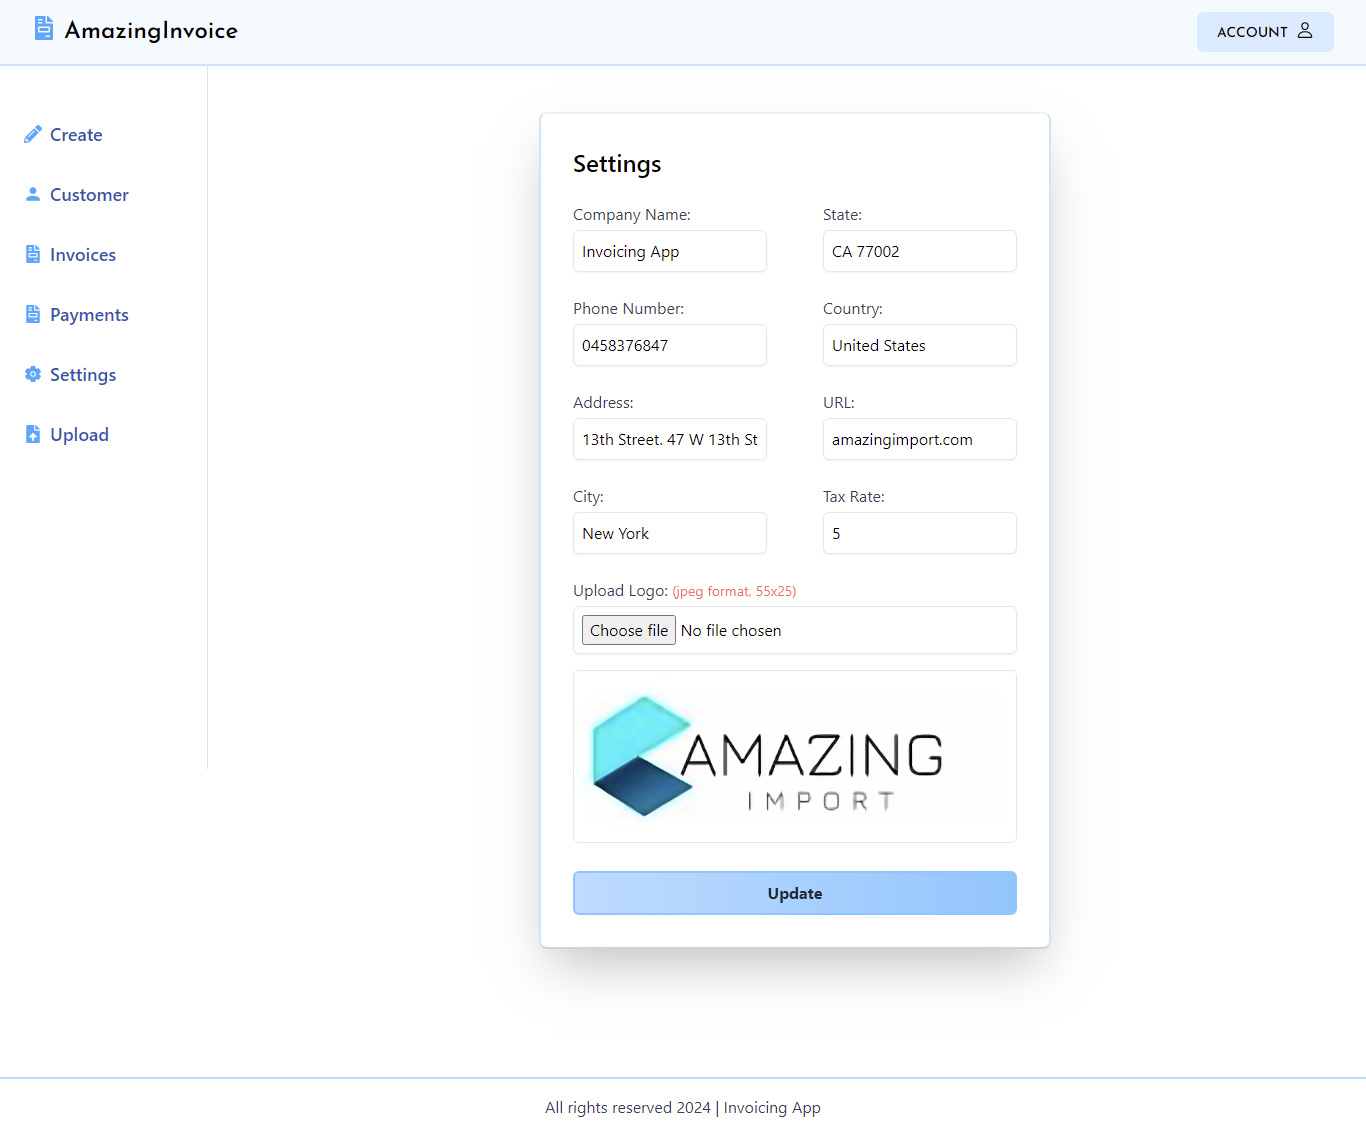 AmazingInvoice
ACCOUNT
Create
Customer
Invoices
Payments
Settings
Upload
Settings
Company Name:
Invoicing App
State:
CA 77002
Phone Number:
0458376847
Country:
United States
Address:
13th Street. 47 W 13th St
URL:
amazingimport.com
City:
New York
Tax Rate:
5
Upload Logo: (jpeg format, 55x25)
Choose file No file chosen
AMAZING
IMPORT
Update
All rights reserved 2024 | Invoicing App